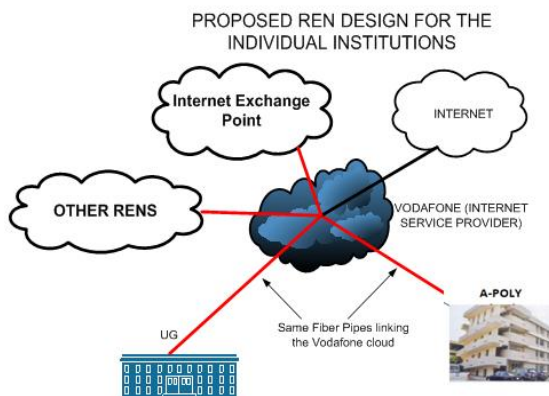 PROPOSED REN DESIGN FOR THE
INDIVIDUAL INSTITUTIONS
Internet Exchange
Point
INTERNET
OTHER RENS
VODAFONE (INTERNET
SERVICE PROVIDER)
A-POLY
Same Fiber Pipes linking
the Vodafone cloud
UG